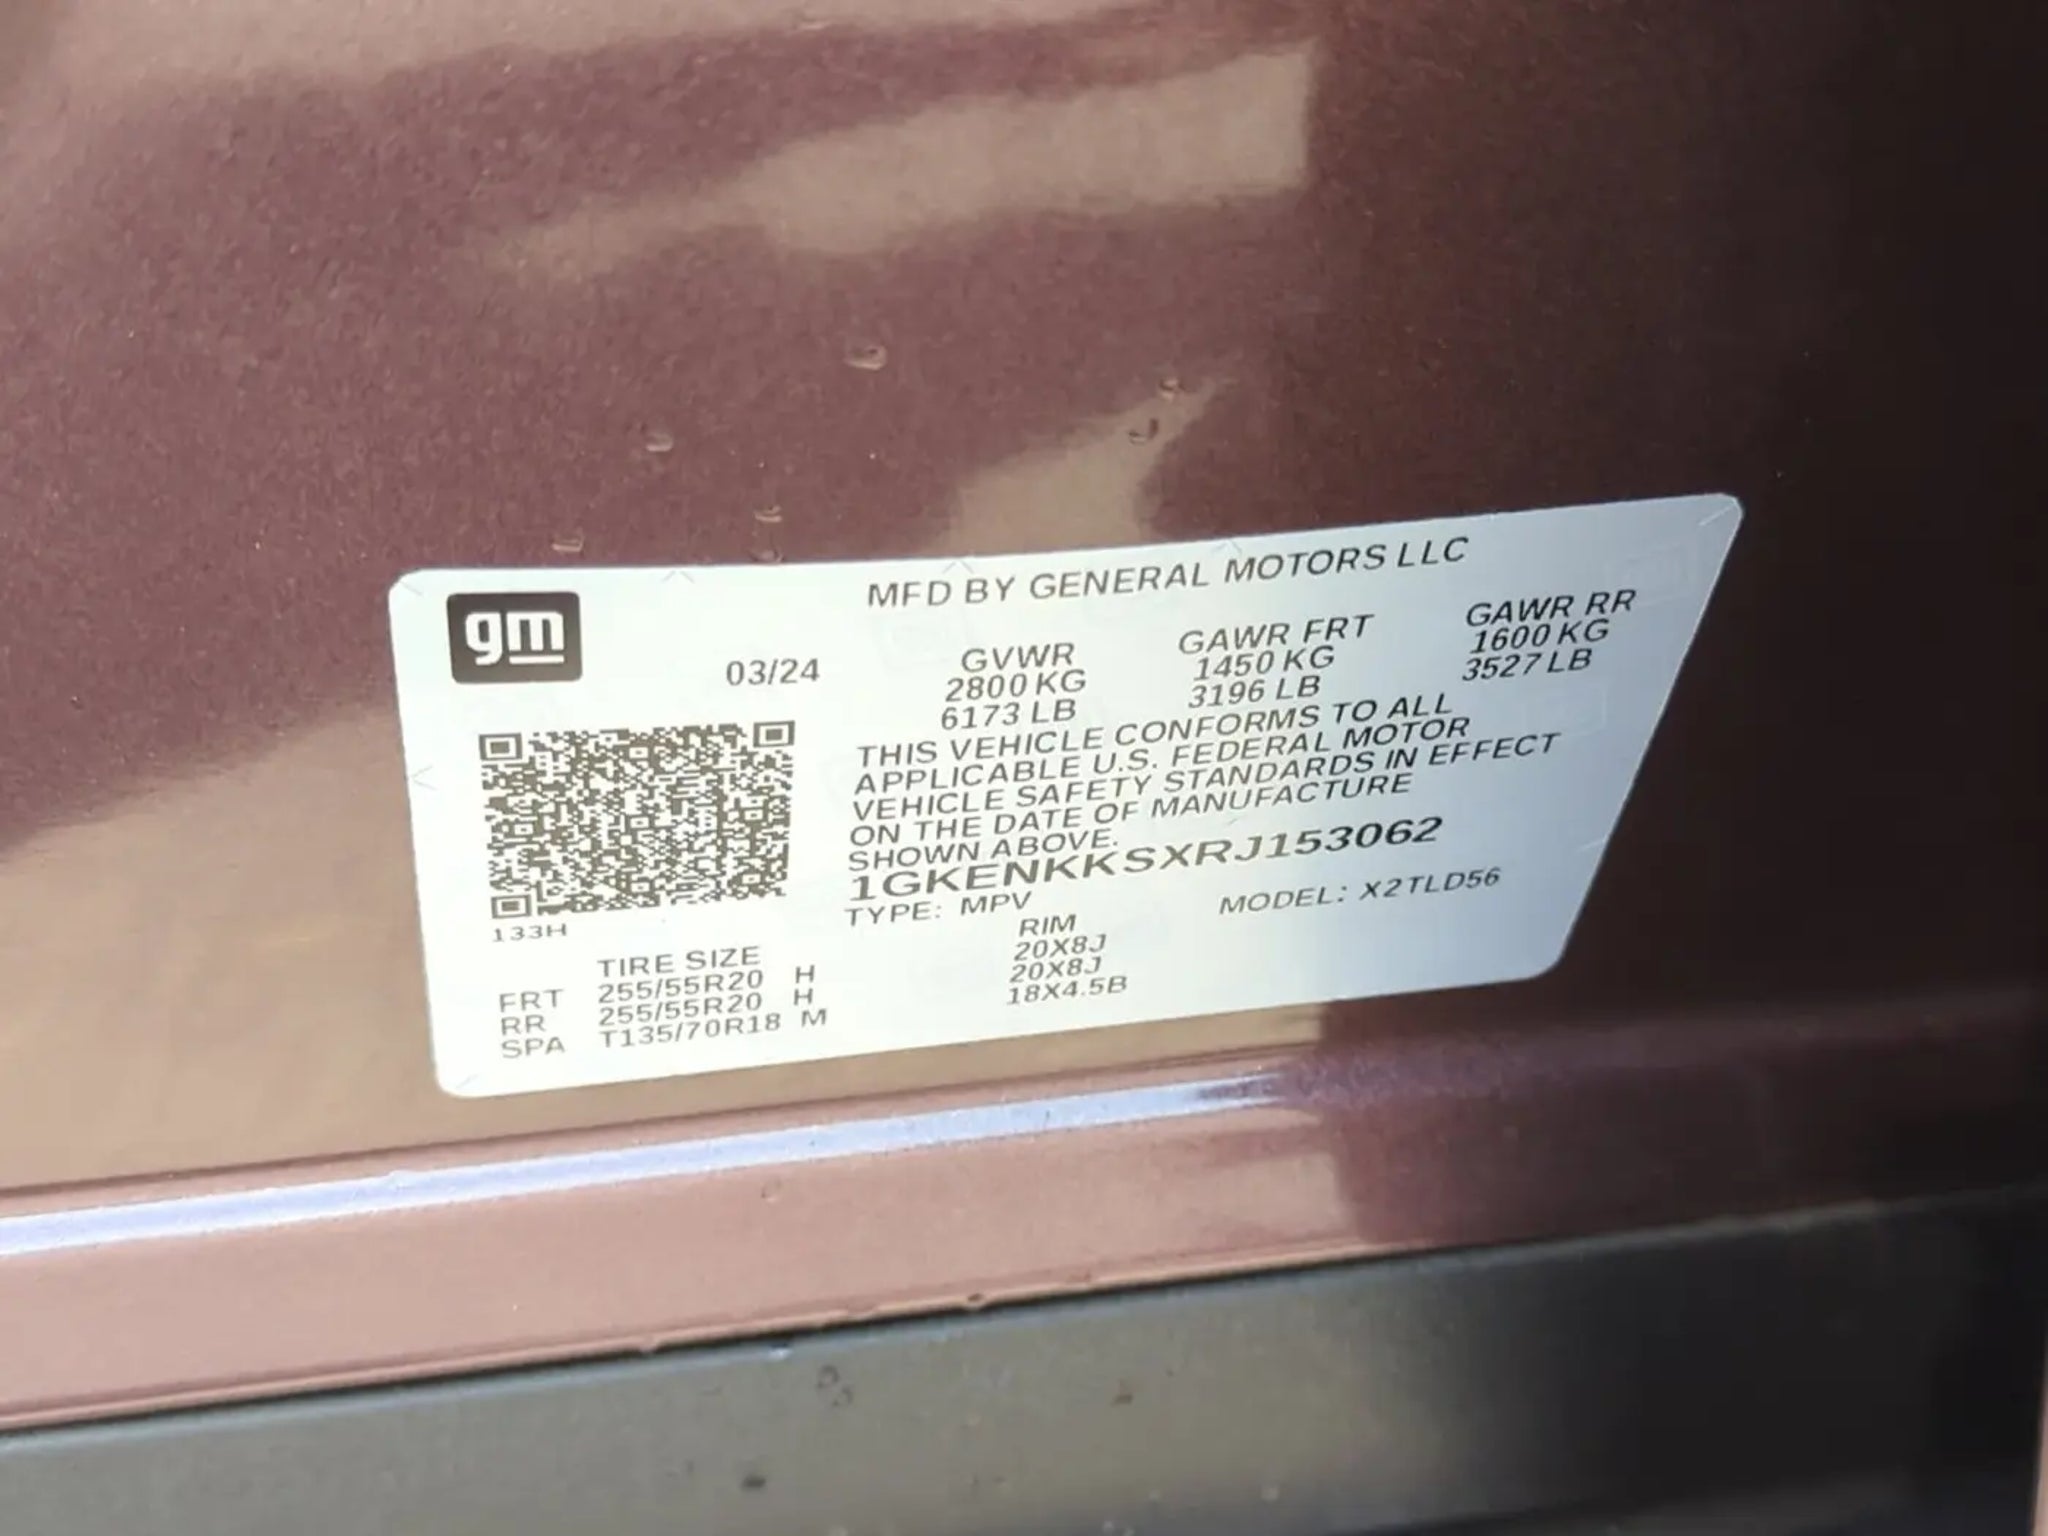 gm
MFD BY GENERAL MOTORS LLC
03/24
GVWR GAWR FRT GAWR RR
2800 KG 1450 KG 1600 KG
6173 LB 3196 LB 3527 LB
THIS VEHICLE CONFORMS TO ALL
APPLICABLE U.S. FEDERAL MOTOR
VEHICLE SAFETY STANDARDS IN EFFECT
ON THE DATE OF MANUFACTURE
SHOWN ABOVE.
1GKENKKSXRJ153062
TYPE: MPV MODEL: X2TLD56
133H
TIRE SIZE RIM
FRT 255/55R20 H 20X8J
RR 255/55R20 H 20X8J
SPA T135/70R18 M 18X4.5B